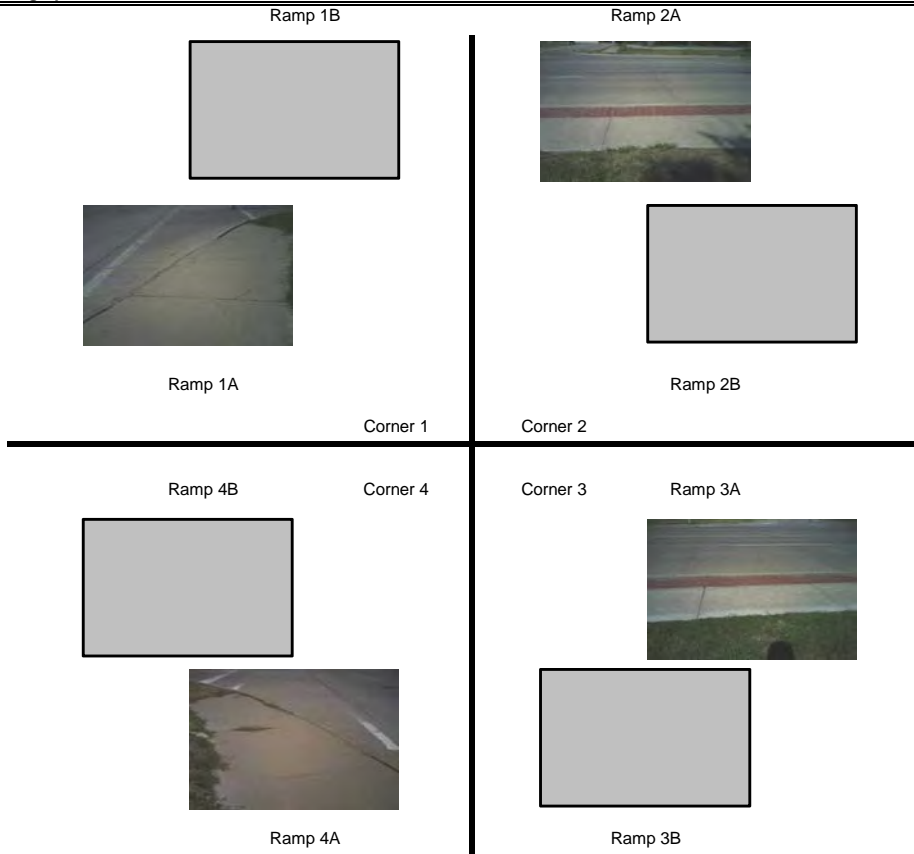 Ramp 1B
Ramp 2A
Ramp 1A
Ramp 2B
Corner 1
Corner 2
Ramp 4B
Corner 4
Corner 3
Ramp 3A
Ramp 4A
Ramp 3B